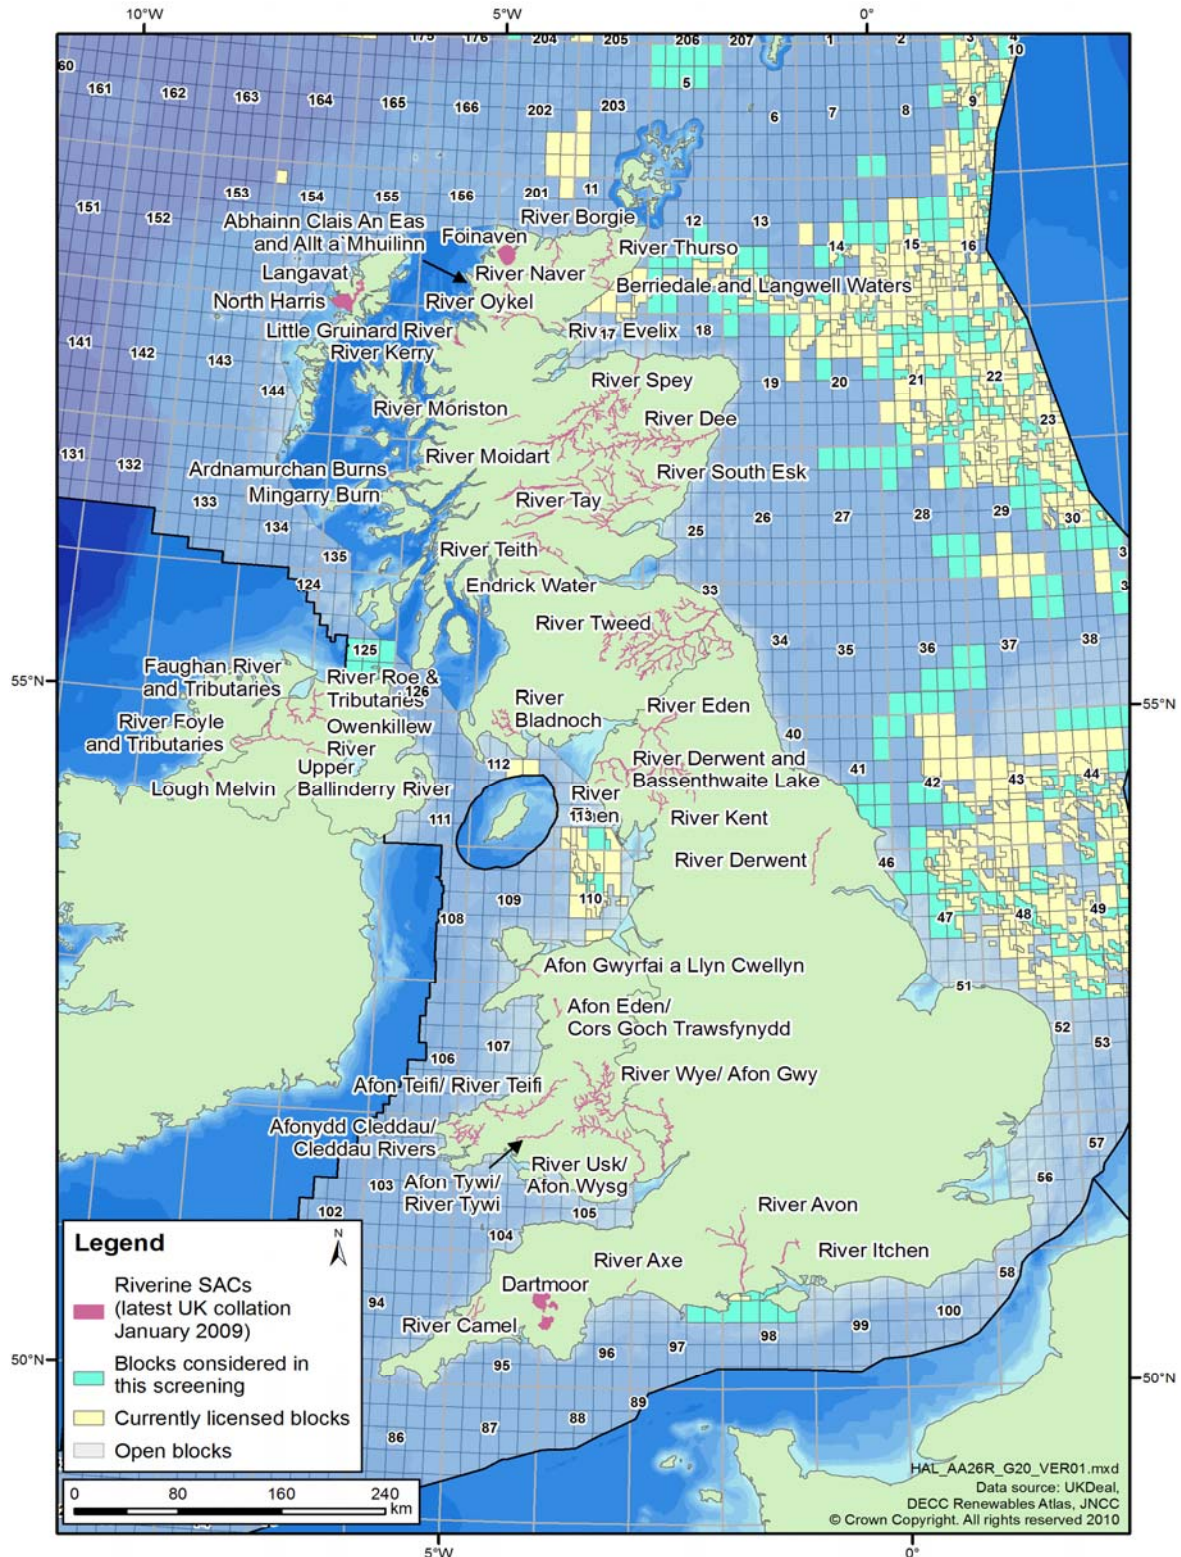 10°W
5°W
0°
175
176
204
205
206
207
1
2
3
4
10
60
161
162
163
164
165
166
202
203
5
6
7
8
9
151
152
153
154
155
156
201
11
12
13
14
15
16
Abhainn Clais An Eas
and Allt a`Mhuilinn
Foinaven
River Borgie
River Thurso
Langavat
River Naver
North Harris
River Oykel
Berriedale and Langwell Waters
Little Gruinard River
17
Evelix
18
River Kerry
141
142
143
144
19
20
21
22
23
River Spey
River Moriston
River Dee
131
132
133
134
135
124
River Moidart
Ardnamurchan Burns
Mingarry Burn
River South Esk
River Tay
25
26
27
28
29
30
River Teith
Endrick Water
33
River Tweed
34
35
36
37
38
55°N
55°N
125
126
Faughan River
and Tributaries
River Roe &
Tributaries
River Foyle
and Tributaries
Owenkillew
River
Upper
Ballinderry River
Lough Melvin
River
Bladnoch
River Eden
40
41
42
43
44
112
River Derwent and
Bassenthwaite Lake
River
113
111
River Kent
River Derwent
46
47
48
49
108
109
110
Afon Gwyrfai a Llyn Cwellyn
51
52
53
Afon Eden/
Cors Goch Trawsfynydd
106
107
Afon Teifi/ River Teifi
River Wye/ Afon Gwy
Afonydd Cleddau/
Cleddau Rivers
57
56
River Usk/
Afon Wysg
Afon Tywi/
River Tywi
103
102
105
104
River Avon
River Axe
River Itchen
58
Dartmoor
94
River Camel
100
99
98
97
96
95
50°N
50°N
89
88
87
86
Legend
N
Riverine SACs
(latest UK collation
January 2009)
Blocks considered in
this screening
Currently licensed blocks
Open blocks
0 80 160 240
km
HAL_AA26R_G20_VER01.mxd
Data source: UKDeal,
DECC Renewables Atlas, JNCC
© Crown Copyright. All rights reserved 2010
5°W
0°